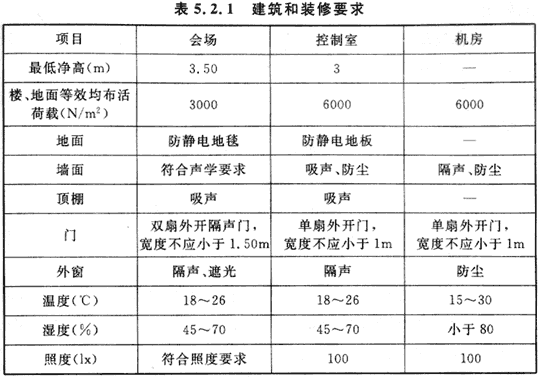 表 5.2.1 建筑和装修要求
项目 会场 控制室 机房
最低净高(m) 3.50 3 —
楼、地面等效均布活
荷载(N/m²) 3000 6000 6000
地面 防静电地毯 防静电地板 —
墙面 符合声学要求 吸声、防尘 隔声、防尘
顶棚 吸声 吸声 —
门 双扇外开隔声门, 单扇外开门, 单扇外开门,
宽度不应小于1.50m 宽度不应小于1m 宽度不应小于1m
外窗 隔声、遮光 隔声 防尘
温度(℃) 18～26 18～26 15～30
湿度(%) 45～70 45～70 小于80
照度(lx) 符合照度要求 100 100